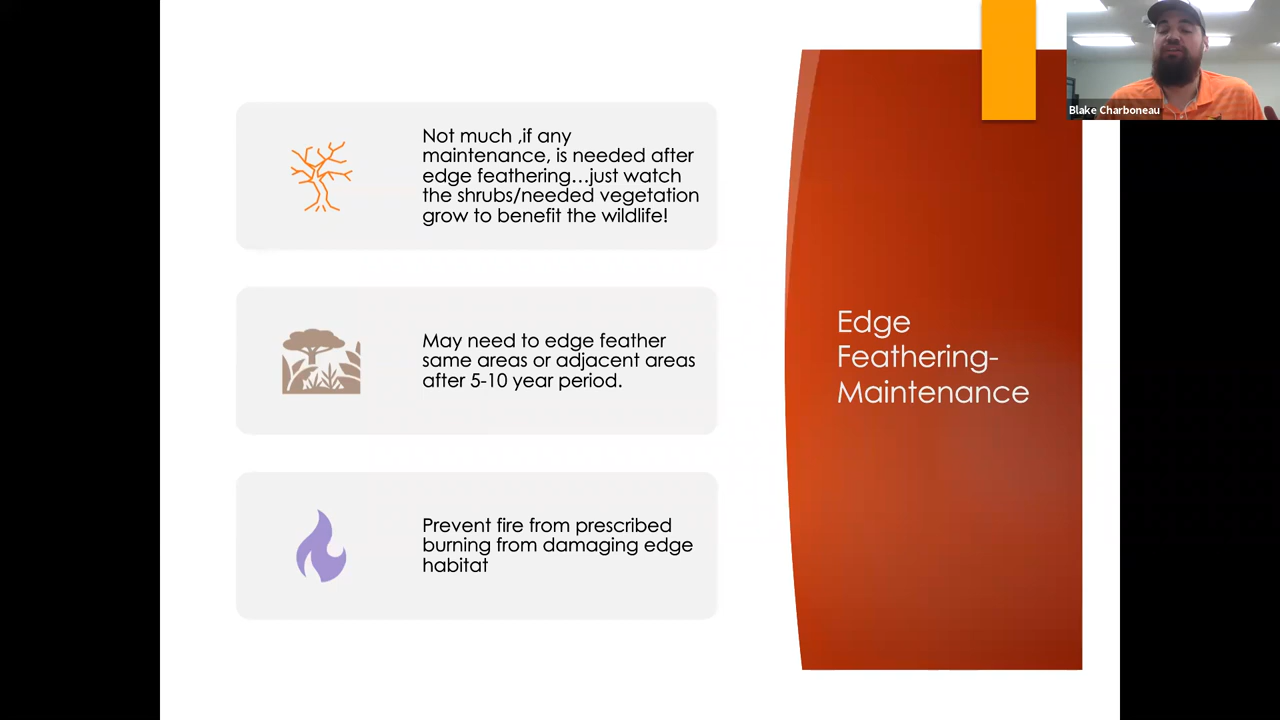 Not much ,if any
maintenance, is needed after
edge feathering...just watch
the shrubs/needed vegetation
grow to benefit the wildlife!
May need to edge feather
same areas or adjacent areas
after 5-10 year period.
Prevent fire from prescribed
burning from damaging edge
habitat
Edge
Feathering-
Maintenance
Blake Charboneau